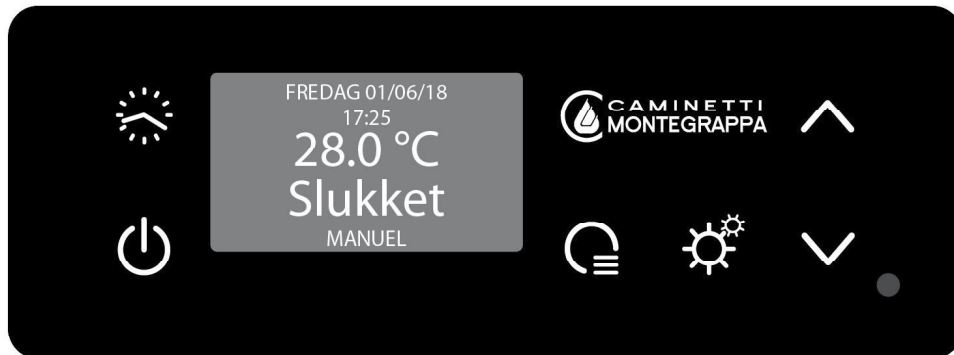 FREDAG 01/06/18
17:25
28.0 °C
Slukket
MANUEL
CAMINETTI
MONTEGRAPPA